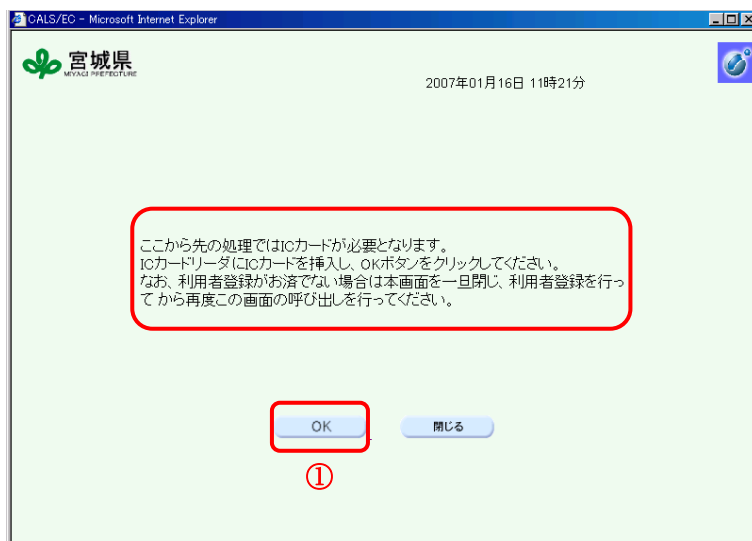 CALS/EC - Microsoft Internet Explorer
宮城県
MIYAGI PREFECTURE
2007年01月16日 11時21分
ここから先の処理ではICカードが必要となります。
ICカードリーダにICカードを挿入し、OKボタンをクリックしてください。
なお、利用者登録がお済でない場合は本画面を一旦閉じ、利用者登録を行っ
て から再度この画面の呼び出しを行ってください。
OK 閉じる
①